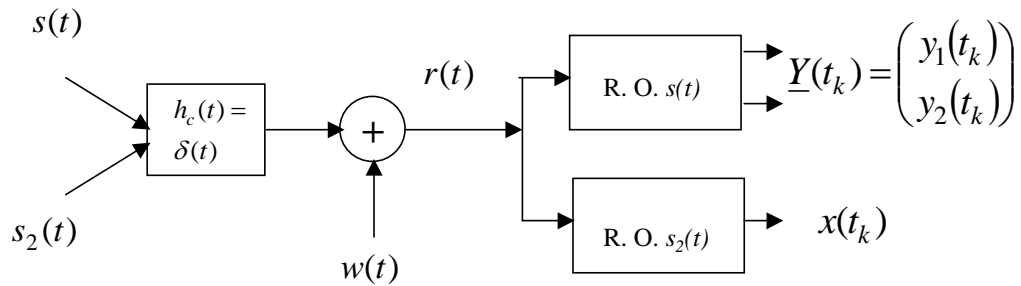 s(t)
h_c(t) =
δ(t)
s_2(t)
+
w(t)
r(t)
R. O. s(t)
Y(t_k) = ( y_1(t_k)
y_2(t_k) )
R. O. s_2(t)
x(t_k)